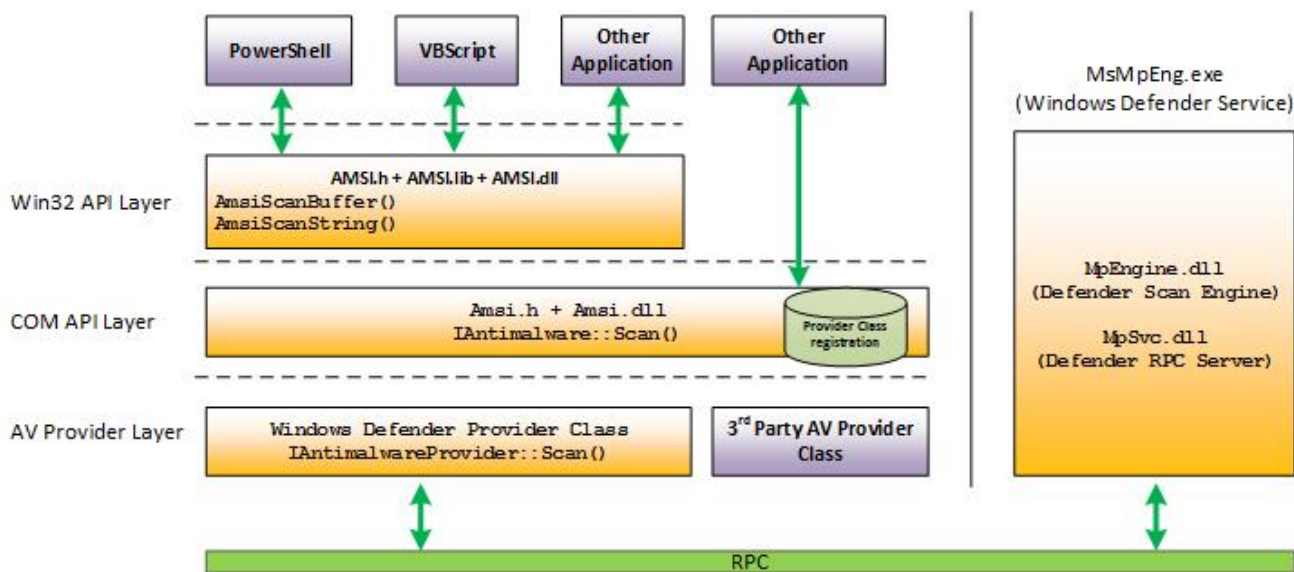 PowerShell
VBScript
Other
Application
Other
Application
MsMpEng.exe
(Windows Defender Service)
Win32 API Layer
AMSI.h + AMSI.lib + AMSI.dll
AmsiScanBuffer()
AmsiScanString()
COM API Layer
Amsi.h + Amsi.dll
IAntimalware::Scan()
Provider Class
registration
AV Provider Layer
Windows Defender Provider Class
IAntimalwareProvider::Scan()
3rd Party AV Provider
Class
MpEngine.dll
(Defender Scan Engine)
MpSvc.dll
(Defender RPC Server)
RPC